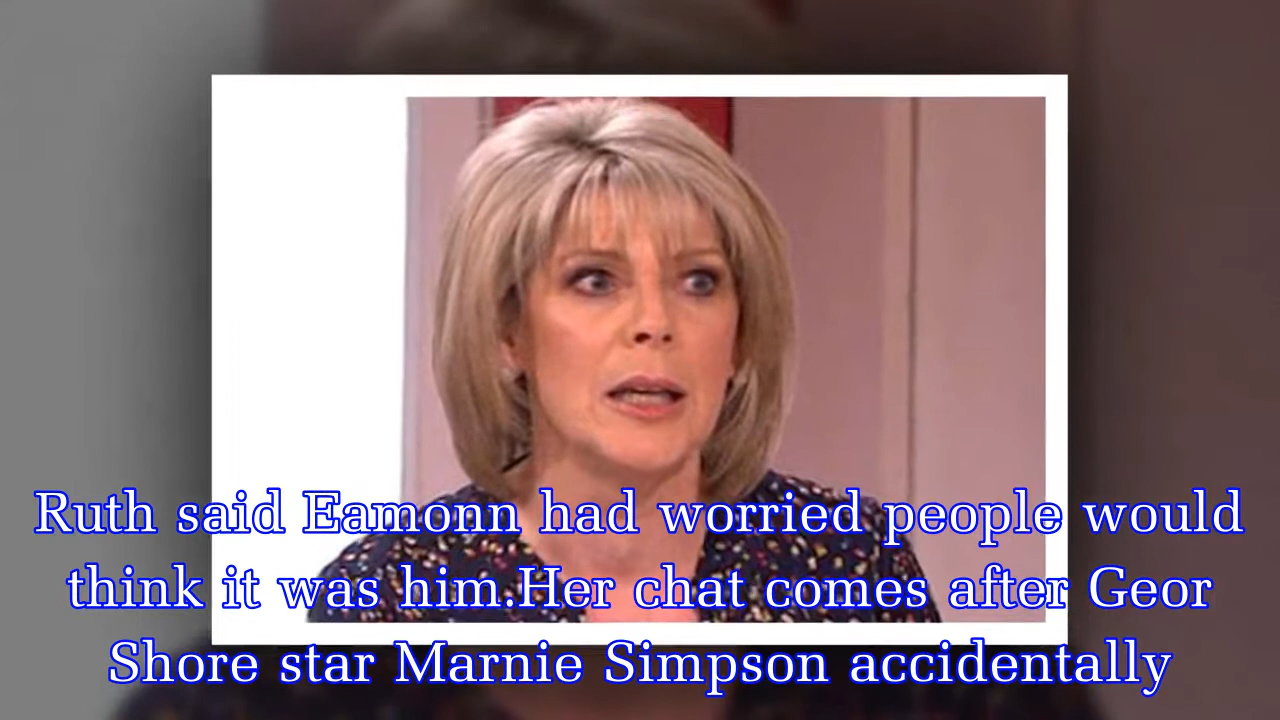 Ruth said Eamonn had worried people would
think it was him.Her chat comes after Geor
Shore star Marnie Simpson accidentally